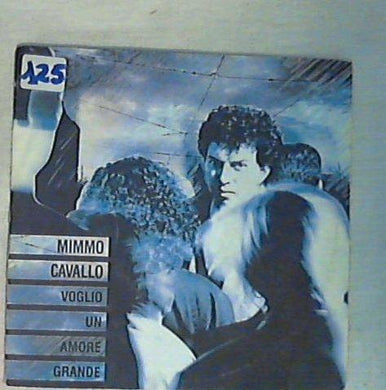 125
MIMMO
CAVALLO
VOGLIO
UN
AMORE
GRANDE